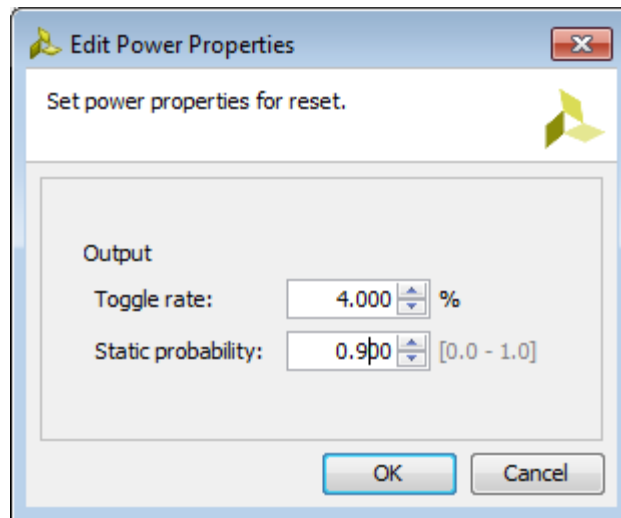 Edit Power Properties
Set power properties for reset.
Output
Toggle rate: 4.000 %
Static probability: 0.900 [0.0 - 1.0]
OK Cancel